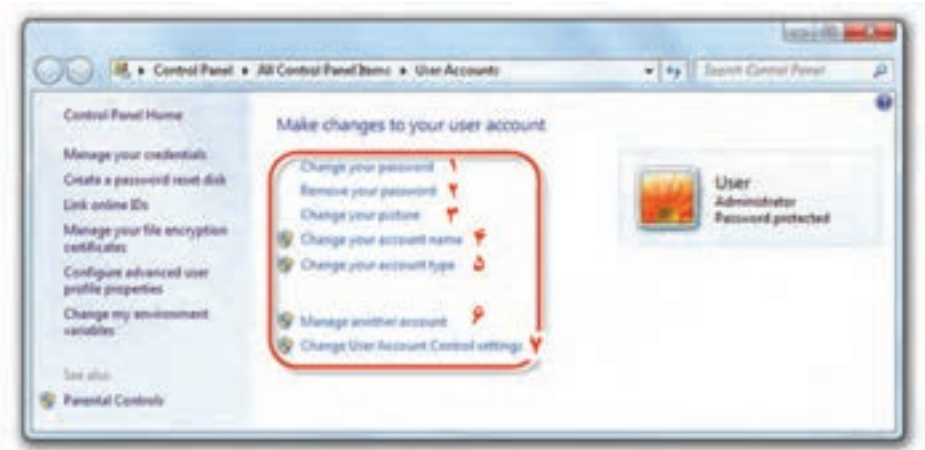 Control Panel ▸ All Control Panel Items ▸ User Accounts
Search Control Panel
Control Panel Home
Manage your credentials
Create a password reset disk
Link online IDs
Manage your file encryption
certificates
Configure advanced user
profile properties
Change my environment
variables
See also
Parental Controls
Make changes to your user account
Change your password ۱
Remove your password ۲
Change your picture ۳
Change your account name ۴
Change your account type ۵
Manage another account ۶
Change User Account Control settings ۷
User
Administrator
Password protected